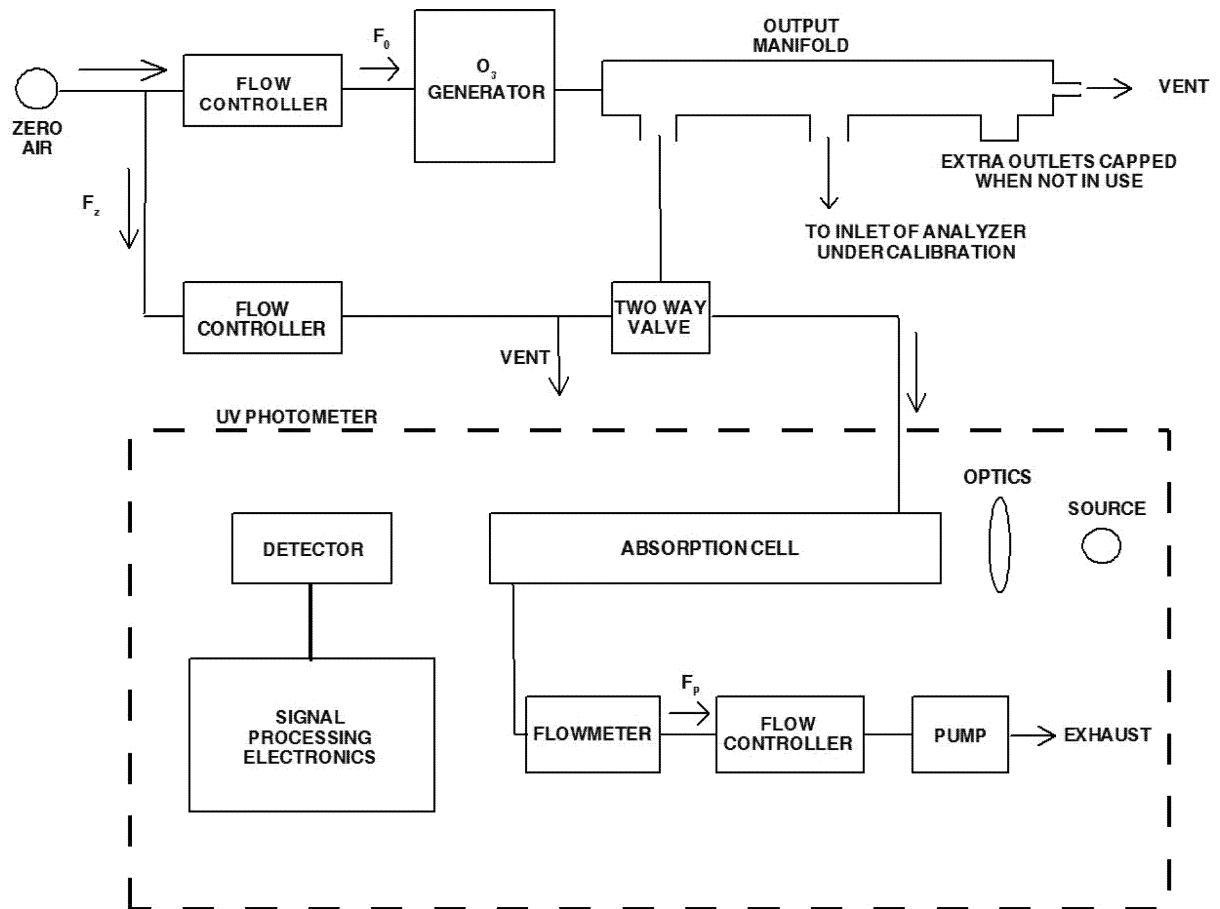 OUTPUT
MANIFOLD
F0
O3
GENERATOR
FLOW
CONTROLLER
VENT
ZERO
AIR
EXTRA OUTLETS CAPPED
WHEN NOT IN USE
Fz
TO INLET OF ANALYZER
UNDER CALIBRATION
FLOW
CONTROLLER
TWO WAY
VALVE
VENT
UV PHOTOMETER
OPTICS
SOURCE
DETECTOR
ABSORPTION CELL
Fp
SIGNAL
PROCESSING
ELECTRONICS
FLOWMETER
FLOW
CONTROLLER
PUMP
EXHAUST